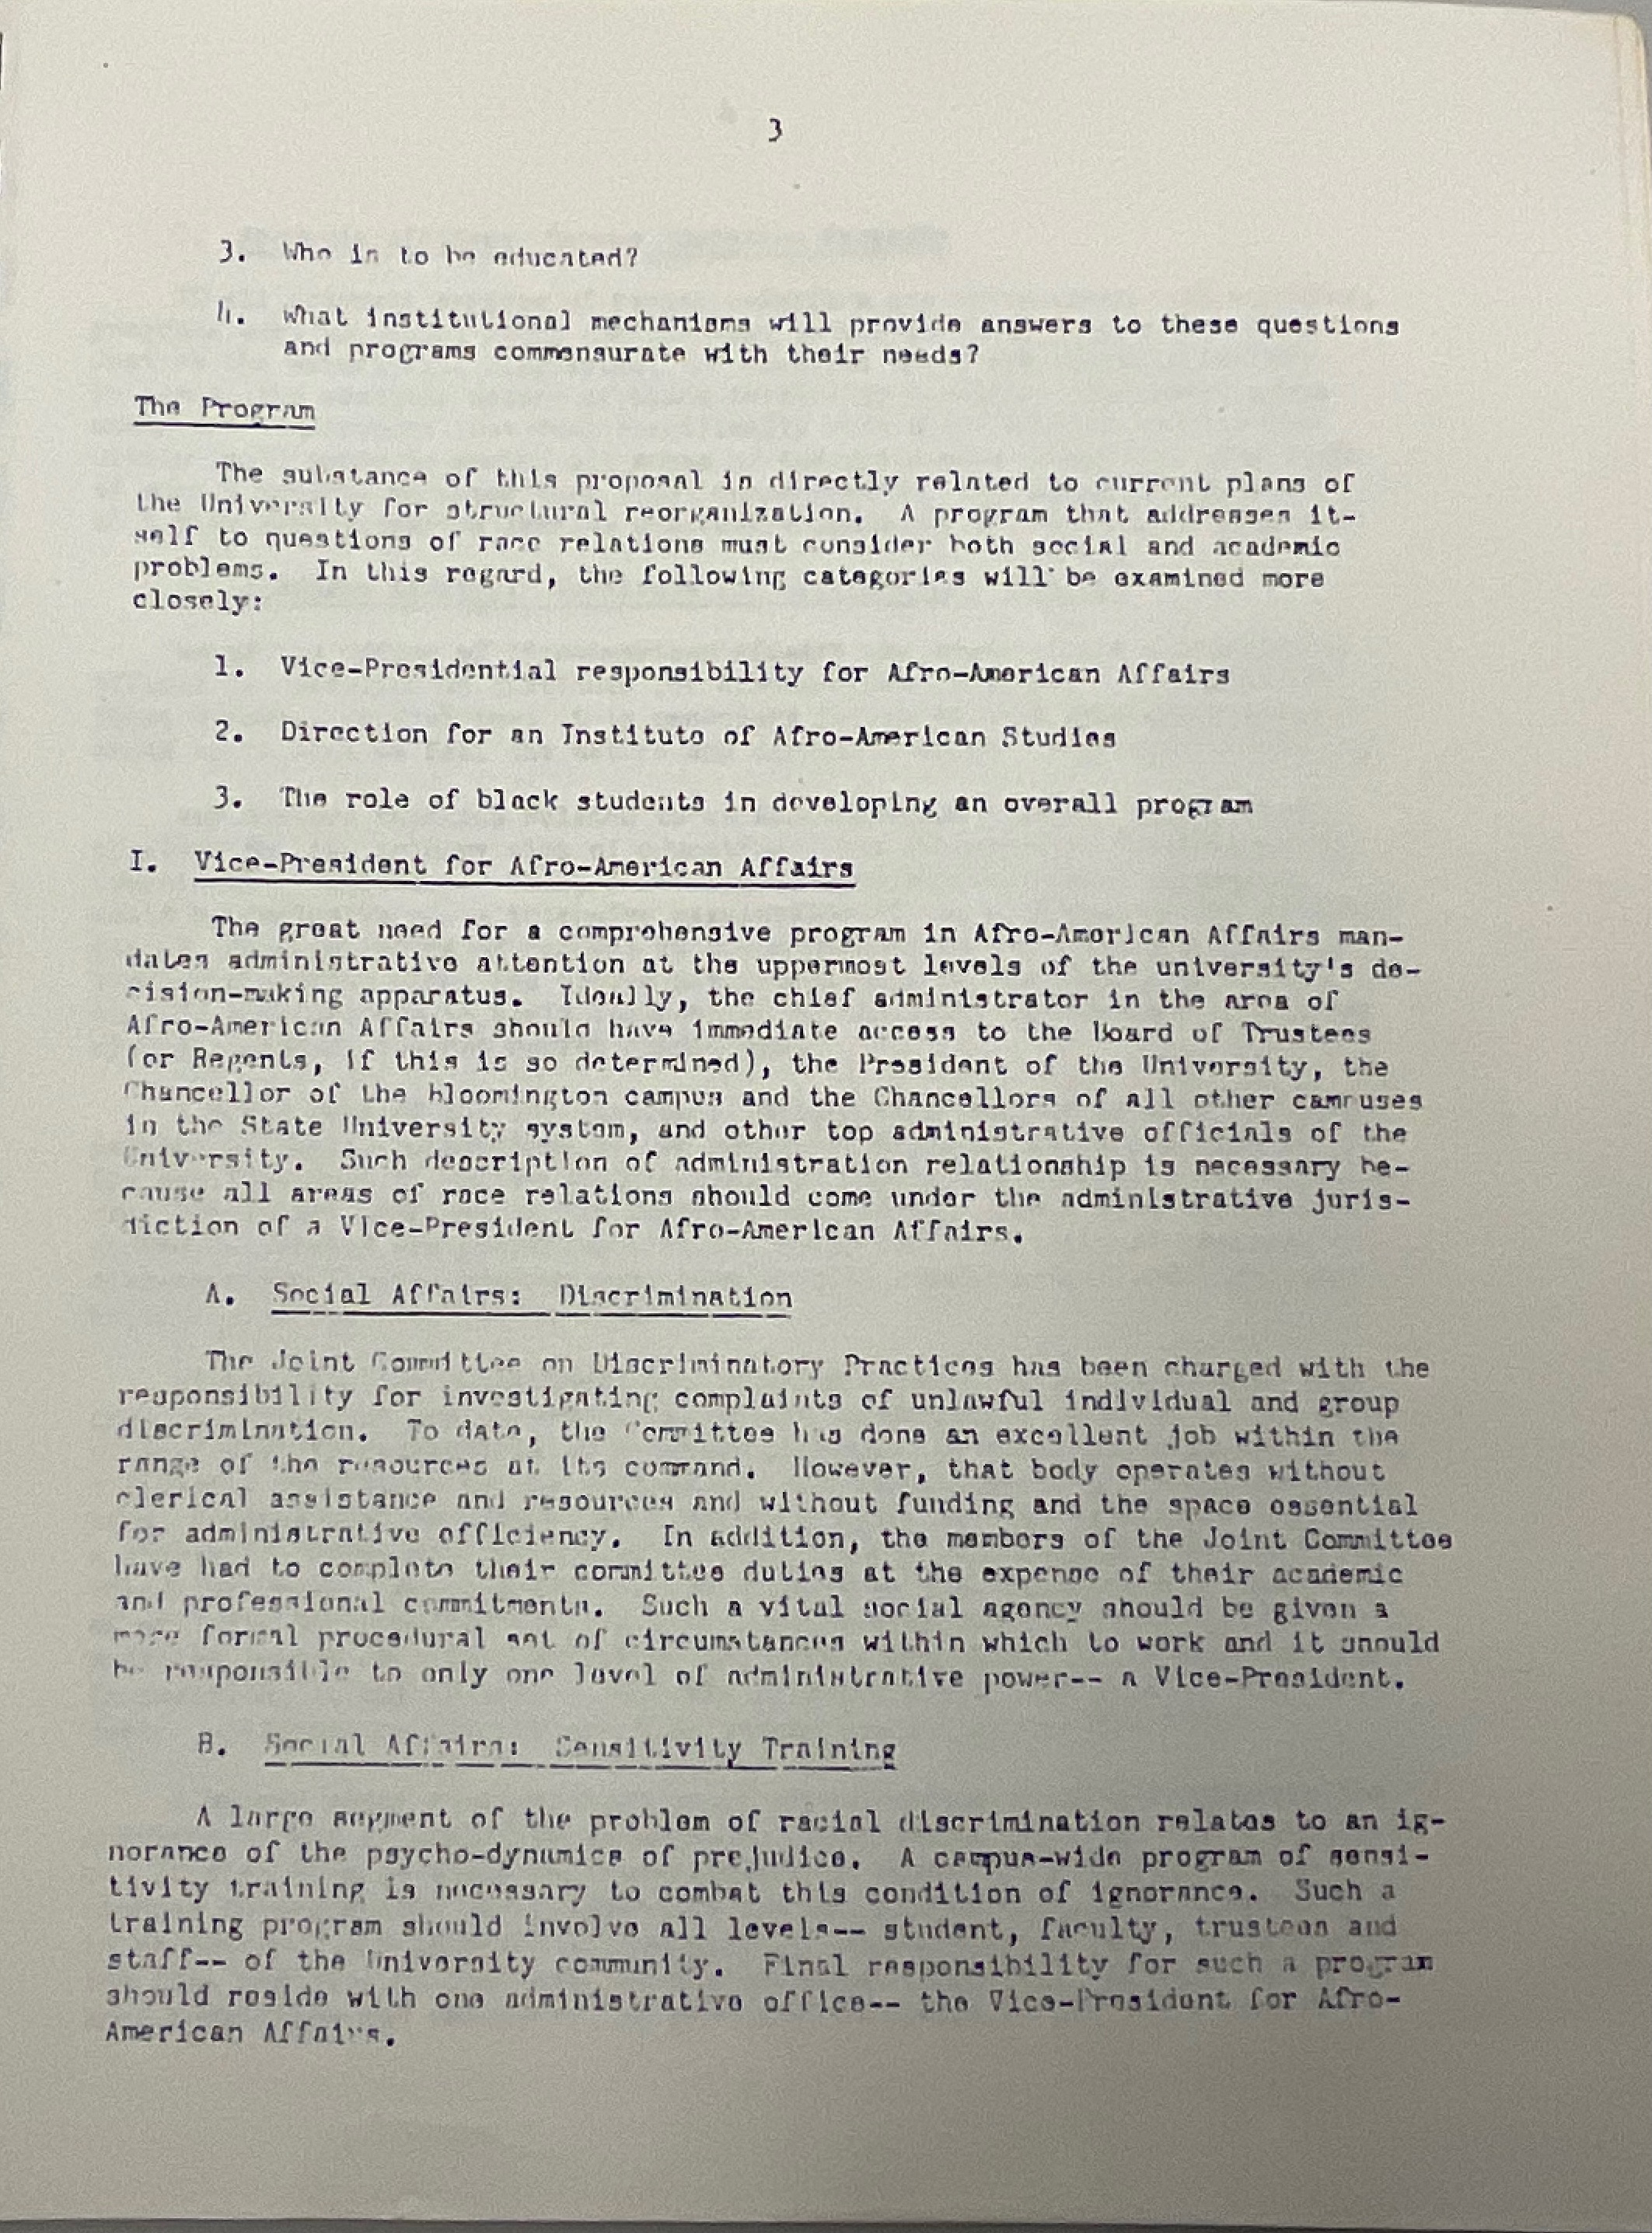 3
3. Who is to be educated?
4. What institutional mechanisms will provide answers to these questions
and programs commensurate with their needs?
The Program
The substance of this proposal is directly related to current plans of
the University for structural reorganization. A program that addresses it-
self to questions of race relations must consider both social and academic
problems. In this regard, the following categories will be examined more
closely:
1. Vice-Presidential responsibility for Afro-American Affairs
2. Direction for an Institute of Afro-American Studies
3. The role of black students in developing an overall program
I. Vice-President for Afro-American Affairs
The great need for a comprehensive program in Afro-American Affairs man-
dates administrative attention at the uppermost levels of the university's de-
cision-making apparatus. Ideally, the chief administrator in the area of
Afro-American Affairs should have immediate access to the Board of Trustees
(or Regents, if this is so determined), the President of the University, the
Chancellor of the Bloomington campus and the Chancellors of all other campuses
in the State University system, and other top administrative officials of the
University. Such description of administration relationship is necessary be-
cause all areas of race relations should come under the administrative juris-
diction of a Vice-President for Afro-American Affairs.
A. Social Affairs: Discrimination
The Joint Committee on Discriminatory Practices has been charged with the
responsibility for investigating complaints of unlawful individual and group
discrimination. To date, the Committee has done an excellent job within the
range of the resources at its command. However, that body operates without
clerical assistance and resources and without funding and the space essential
for administrative efficiency. In addition, the members of the Joint Committee
have had to complete their committee duties at the expense of their academic
and professional commitments. Such a vital social agency should be given a
more formal procedural set of circumstances within which to work and it should
be responsible to only one level of administrative power-- a Vice-President.
B. Social Affairs: Sensitivity Training
A large segment of the problem of racial discrimination relates to an ig-
norance of the psycho-dynamics of prejudice. A campus-wide program of sensi-
tivity training is necessary to combat this condition of ignorance. Such a
training program should involve all levels-- student, faculty, trustees and
staff-- of the University community. Final responsibility for such a program
should reside with one administrative office-- the Vice-President for Afro-
American Affairs.